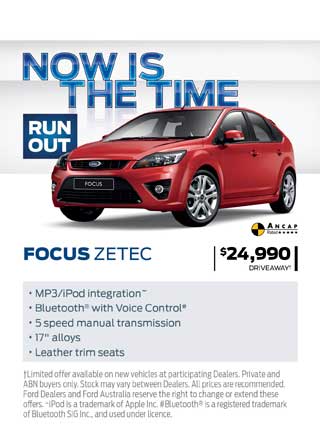 NOW IS
THE TIME
RUN
OUT
Ford
FOCUS
ANCAP
Rated ★★★★★
FOCUS ZETEC
$24,990
DRIVEAWAY†
• MP3/iPod integration~
• Bluetooth® with Voice Control#
• 5 speed manual transmission
• 17" alloys
• Leather trim seats
†Limited offer available on new vehicles at participating Dealers. Private and
ABN buyers only. Stock may vary between Dealers. All prices are recommended.
Ford Dealers and Ford Australia reserve the right to change or extend these
offers. ~iPod is a trademark of Apple Inc. #Bluetooth® is a registered trademark
of Bluetooth SIG Inc., and used under licence.